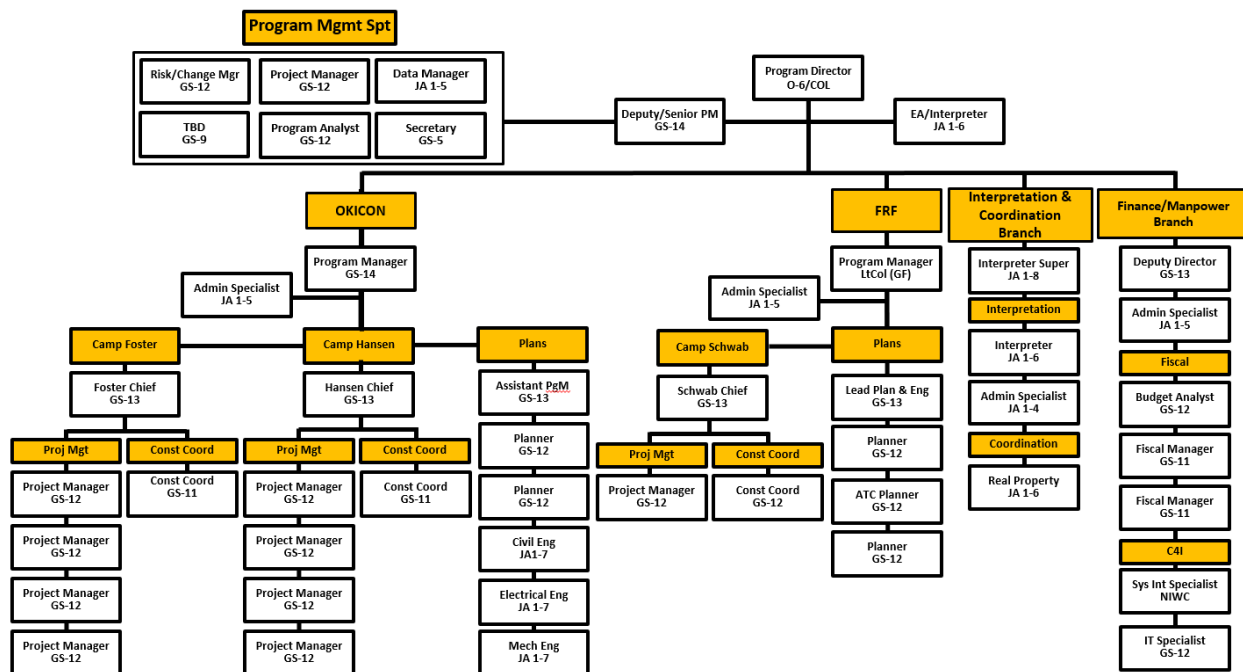 Program Mgmt Spt
Risk/Change Mgr
GS-12
Project Manager
GS-12
Data Manager
JA 1-5
TBD
GS-9
Program Analyst
GS-12
Secretary
GS-5
Program Director
O-6/COL
Deputy/Senior PM
GS-14
EA/Interpreter
JA 1-6
OKICON
Program Manager
GS-14
Admin Specialist
JA 1-5
Camp Foster
Foster Chief
GS-13
Proj Mgt
Project Manager
GS-12
Project Manager
GS-12
Project Manager
GS-12
Project Manager
GS-12
Const Coord
Const Coord
GS-11
Camp Hansen
Hansen Chief
GS-13
Proj Mgt
Project Manager
GS-12
Project Manager
GS-12
Project Manager
GS-12
Project Manager
GS-12
Const Coord
Const Coord
GS-11
Plans
Assistant PgM
GS-13
Planner
GS-12
Planner
GS-12
Civil Eng
JA1-7
Electrical Eng
JA 1-7
Mech Eng
JA 1-7
FRF
Program Manager
LtCol (GF)
Admin Specialist
JA 1-5
Camp Schwab
Schwab Chief
GS-13
Proj Mgt
Project Manager
GS-12
Const Coord
Const Coord
GS-12
Plans
Lead Plan & Eng
GS-13
Planner
GS-12
ATC Planner
GS-12
Planner
GS-12
Interpretation &
Coordination
Branch
Interpreter Super
JA 1-8
Interpretation
Interpreter
JA 1-6
Admin Specialist
JA 1-4
Coordination
Real Property
JA 1-6
Finance/Manpower
Branch
Deputy Director
GS-13
Admin Specialist
JA 1-5
Fiscal
Budget Analyst
GS-12
Fiscal Manager
GS-11
Fiscal Manager
GS-11
C4I
Sys Int Specialist
NIWC
IT Specialist
GS-12